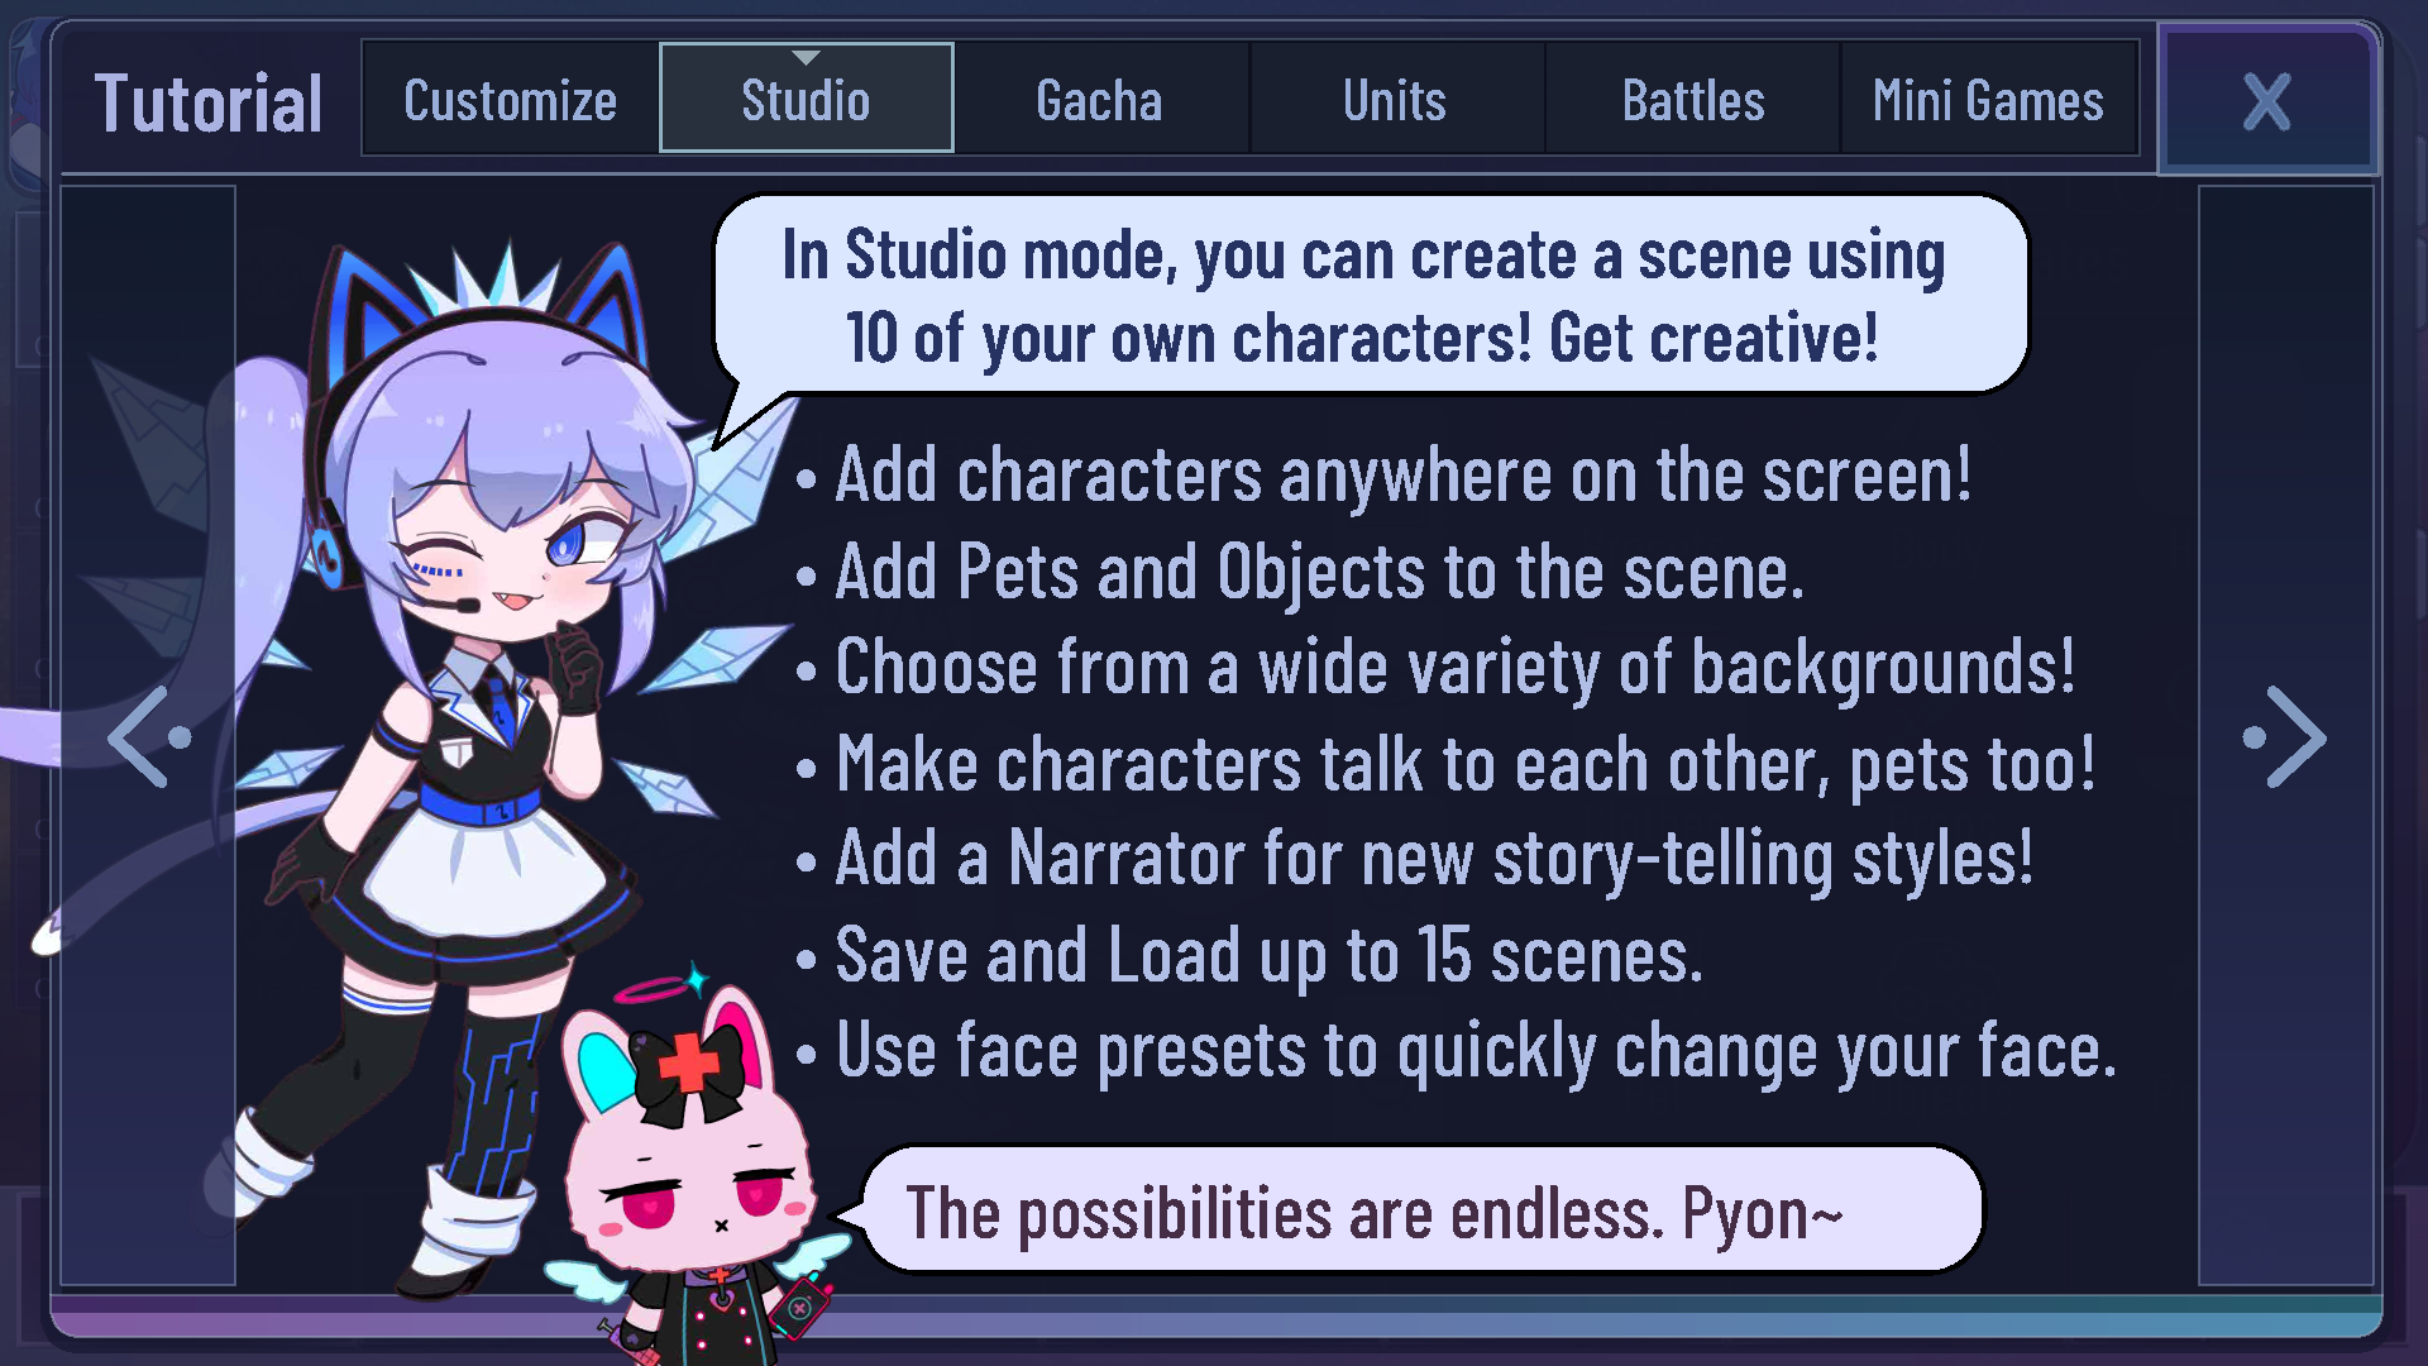 Tutorial
Customize
Studio
Gacha
Units
Battles
Mini Games
X
In Studio mode, you can create a scene using
10 of your own characters! Get creative!
• Add characters anywhere on the screen!
• Add Pets and Objects to the scene.
• Choose from a wide variety of backgrounds!
• Make characters talk to each other, pets too!
• Add a Narrator for new story-telling styles!
• Save and Load up to 15 scenes.
• Use face presets to quickly change your face.
The possibilities are endless. Pyon~